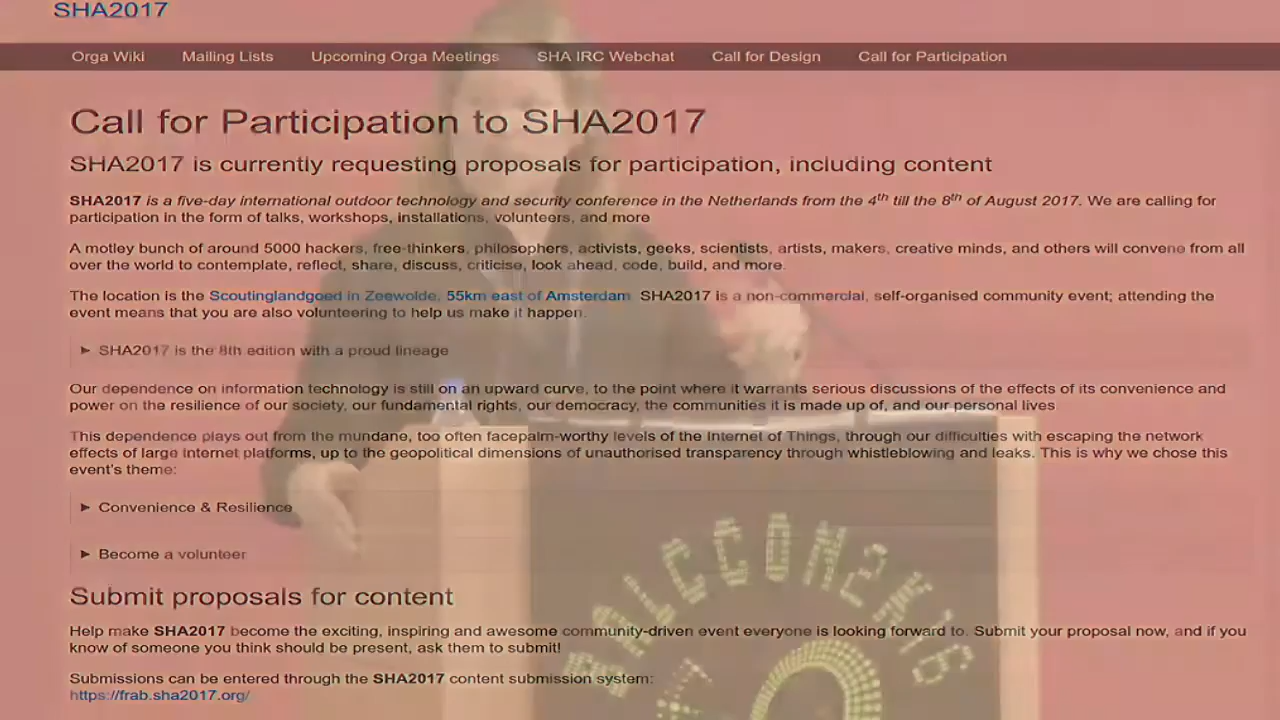 SHA2017
Orga Wiki Mailing Lists Upcoming Orga Meetings SHA IRC Webchat Call for Design Call for Participation
Call for Participation to SHA2017
SHA2017 is currently requesting proposals for participation, including content
SHA2017 is a five-day international outdoor technology and security conference in the Netherlands from the 4th till the 8th of August 2017. We are calling for
participation in the form of talks, workshops, installations, volunteers, and more
A motley bunch of around 5000 hackers, free-thinkers, philosophers, activists, geeks, scientists, artists, makers, creative minds, and others will convene from all
over the world to contemplate, reflect, share, discuss, criticise, look ahead, code, build, and more.
The location is the Scoutinglandgoed in Zeewolde, 55km east of Amsterdam SHA2017 is a non-commercial, self-organised community event; attending the
event means that you are also volunteering to help us make it happen.
► SHA2017 is the 8th edition with a proud lineage
Our dependence on information technology is still on an upward curve, to the point where it warrants serious discussions of the effects of its convenience and
power on the resilience of our society, our fundamental rights, our democracy, the communities it is made up of, and our personal lives
This dependence plays out from the mundane, too often facepalm-worthy levels of the Internet of Things, through our difficulties with escaping the network
effects of large Internet platforms, up to the geopolitical dimensions of unauthorised transparency through whistleblowing and leaks. This is why we chose this
event's theme:
► Convenience & Resilience
► Become a volunteer
Submit proposals for content
Help make SHA2017 become the exciting, inspiring and awesome community-driven event everyone is looking forward to. Submit your proposal now, and if you
know of someone you think should be present, ask them to submit!
Submissions can be entered through the SHA2017 content submission system:
https://frab.sha2017.org/
BALCCON2K16